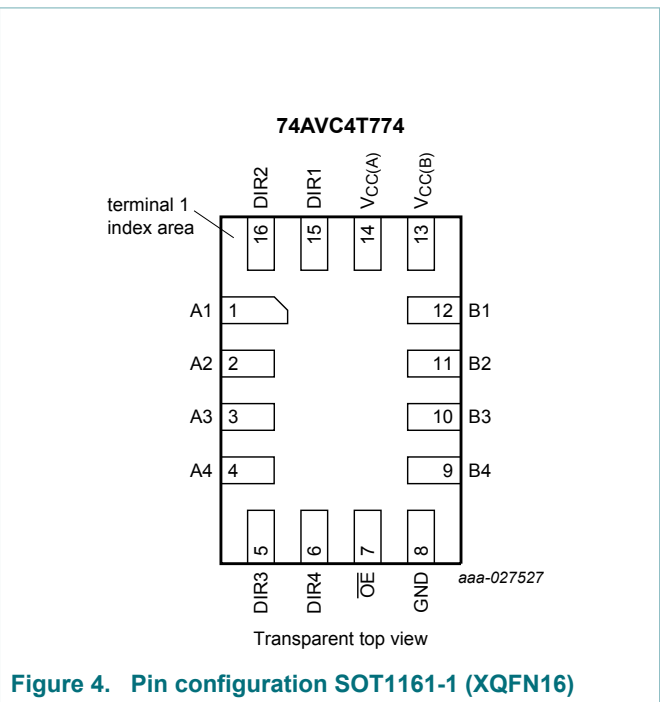 74AVC4T774
DIR2 DIR1 VCC(A) VCC(B)
terminal 1
index area
16 15 14 13
A1 1 12 B1
A2 2 11 B2
A3 3 10 B3
A4 4 9 B4
5 6 7 8
DIR3 DIR4 O̅E̅ GND
aaa-027527
Transparent top view
Figure 4. Pin configuration SOT1161-1 (XQFN16)